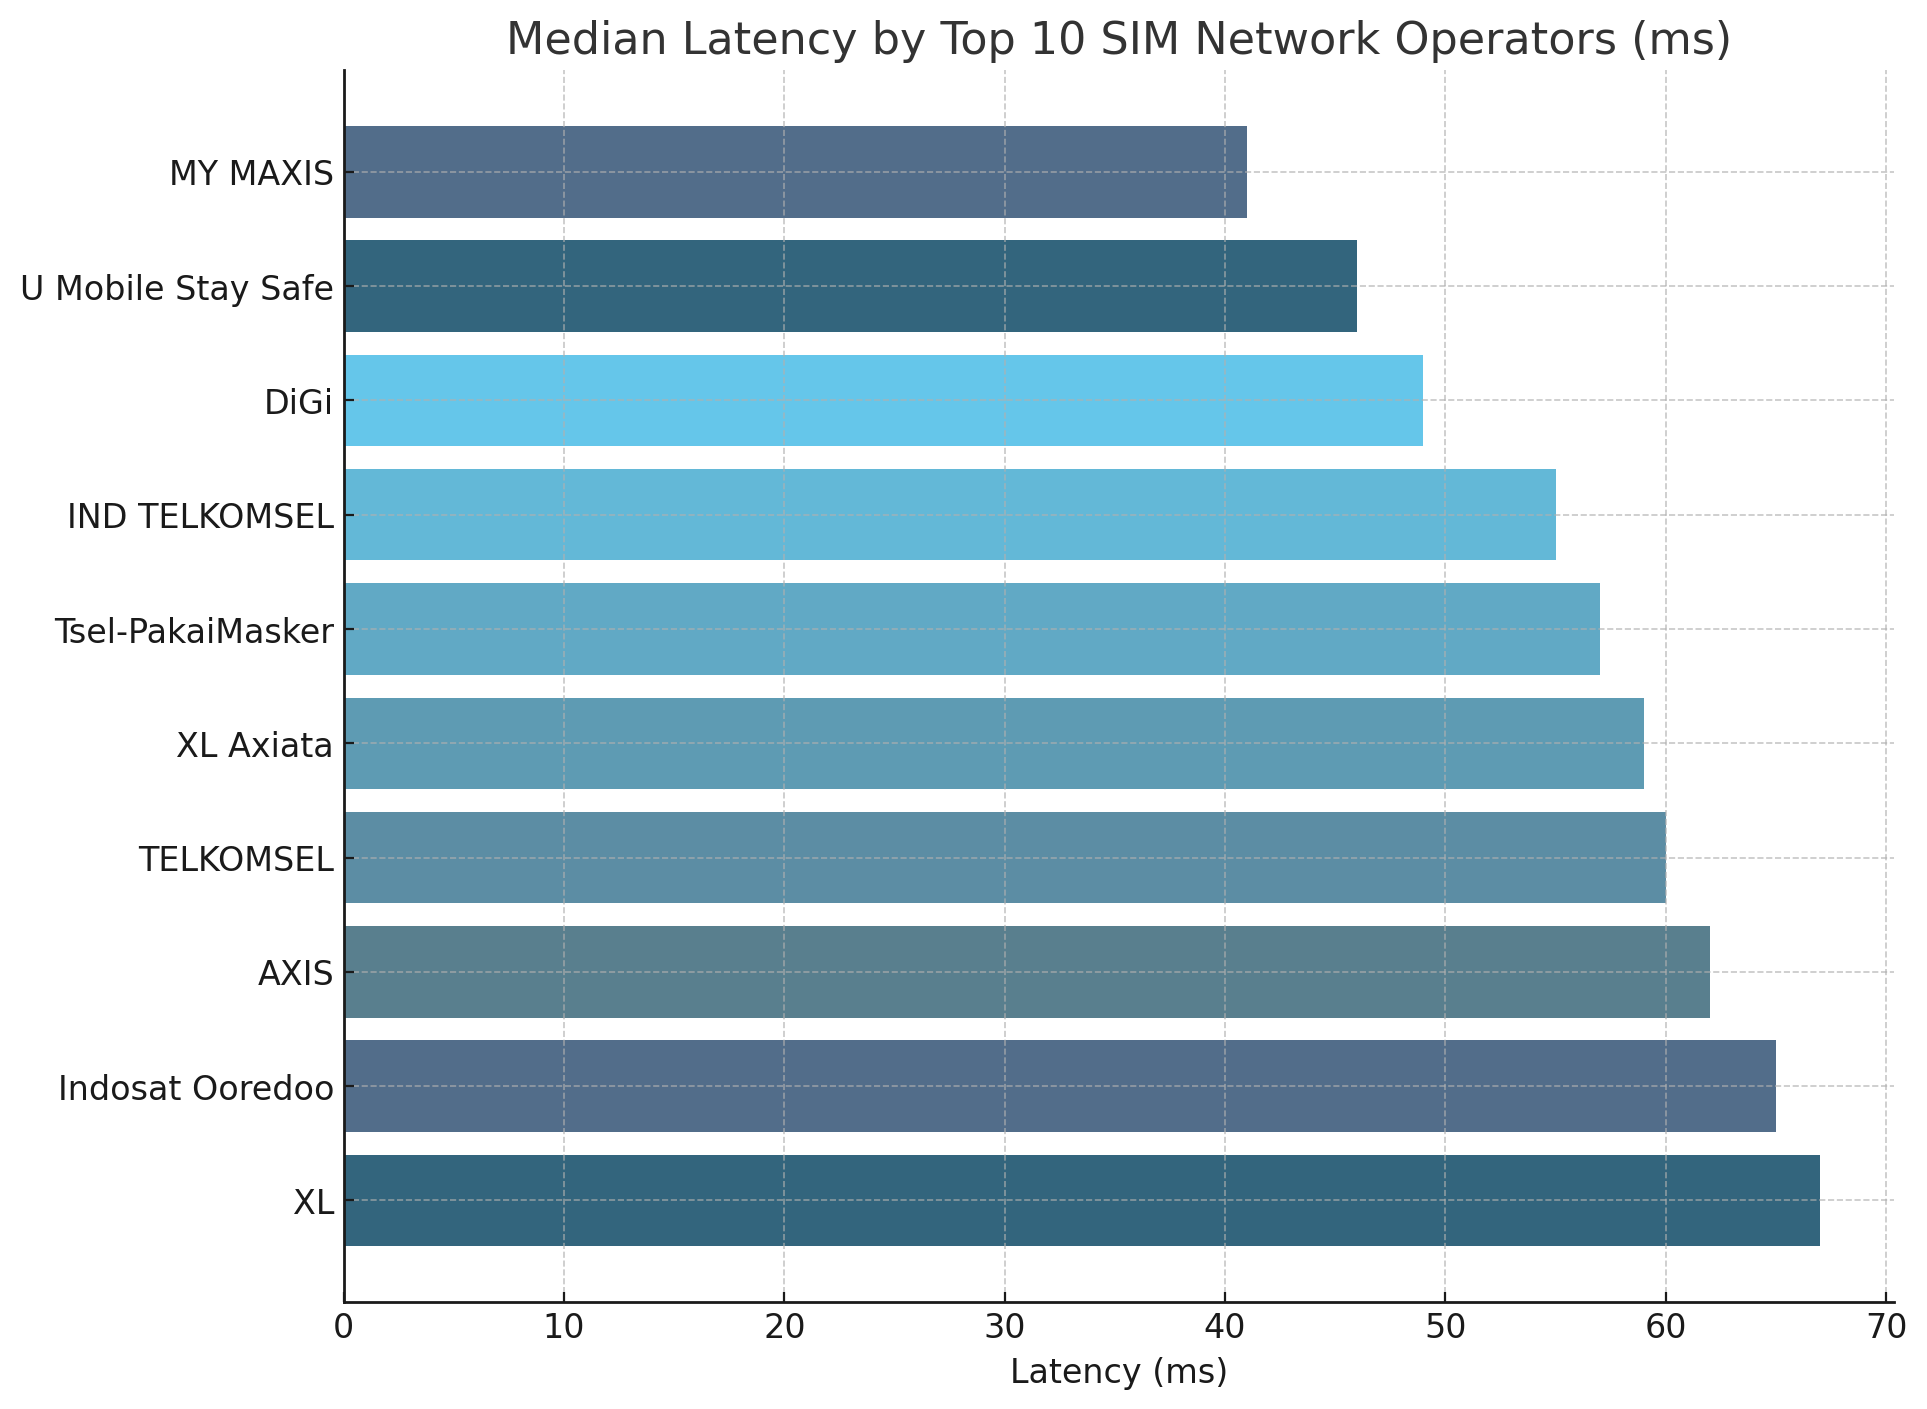 Median Latency by Top 10 SIM Network Operators (ms)
MY MAXIS
U Mobile Stay Safe
DiGi
IND TELKOMSEL
Tsel-PakaiMasker
XL Axiata
TELKOMSEL
AXIS
Indosat Ooredoo
XL
0 10 20 30 40 50 60 70
Latency (ms)